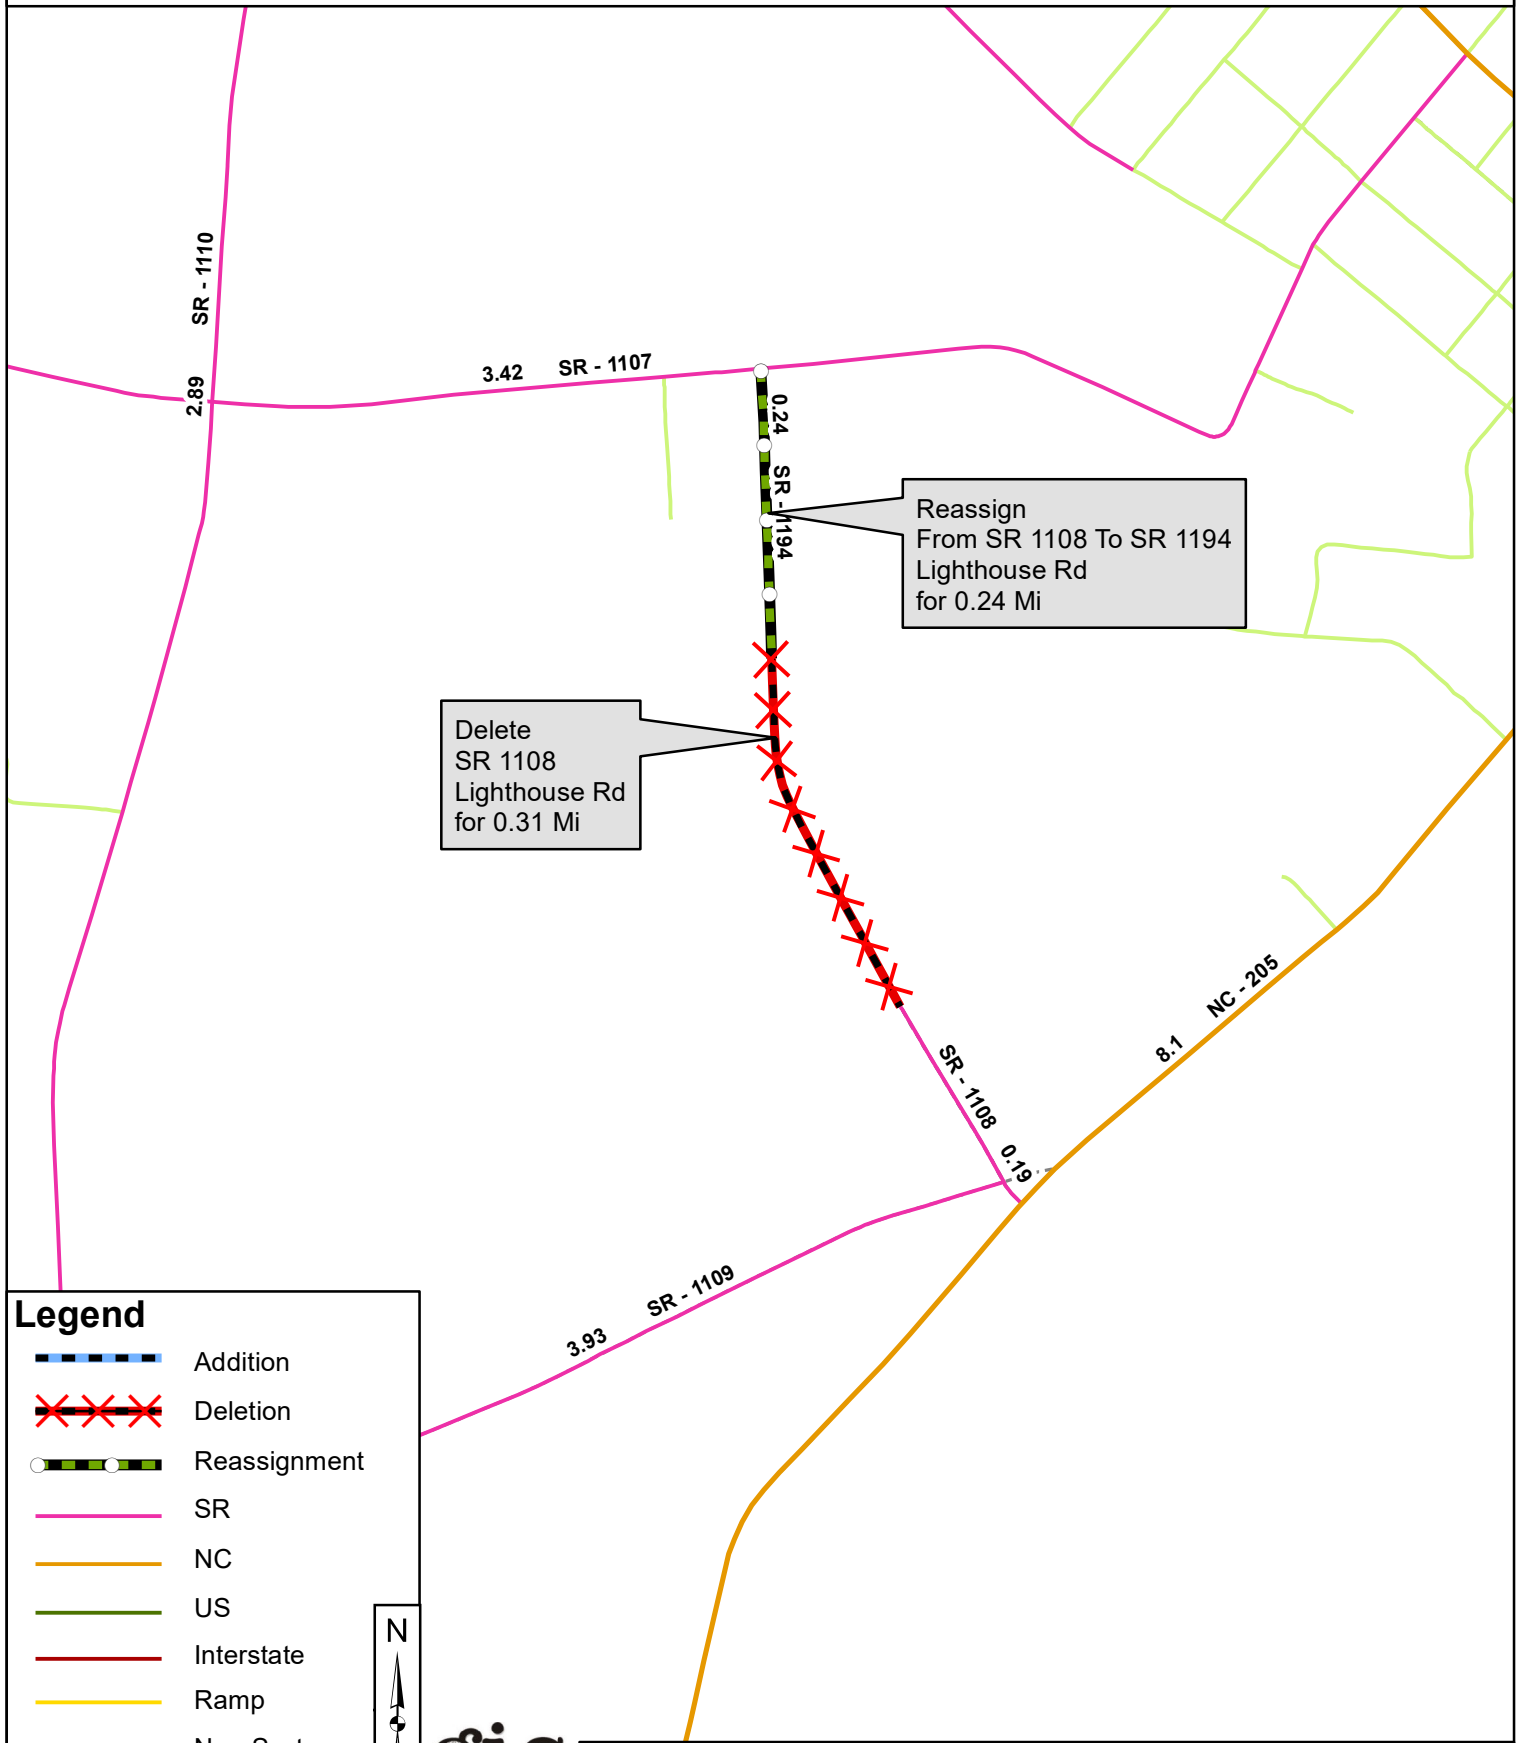 SR - 1110
2.89
3.42
SR - 1107
0.24
SR - 1194
Reassign
From SR 1108 To SR 1194
Lighthouse Rd
for 0.24 Mi
Delete
SR 1108
Lighthouse Rd
for 0.31 Mi
NC - 205
8.1
SR - 1108
0.19
SR - 1109
3.93
Legend
Addition
Deletion
Reassignment
SR
NC
US
Interstate
Ramp
N